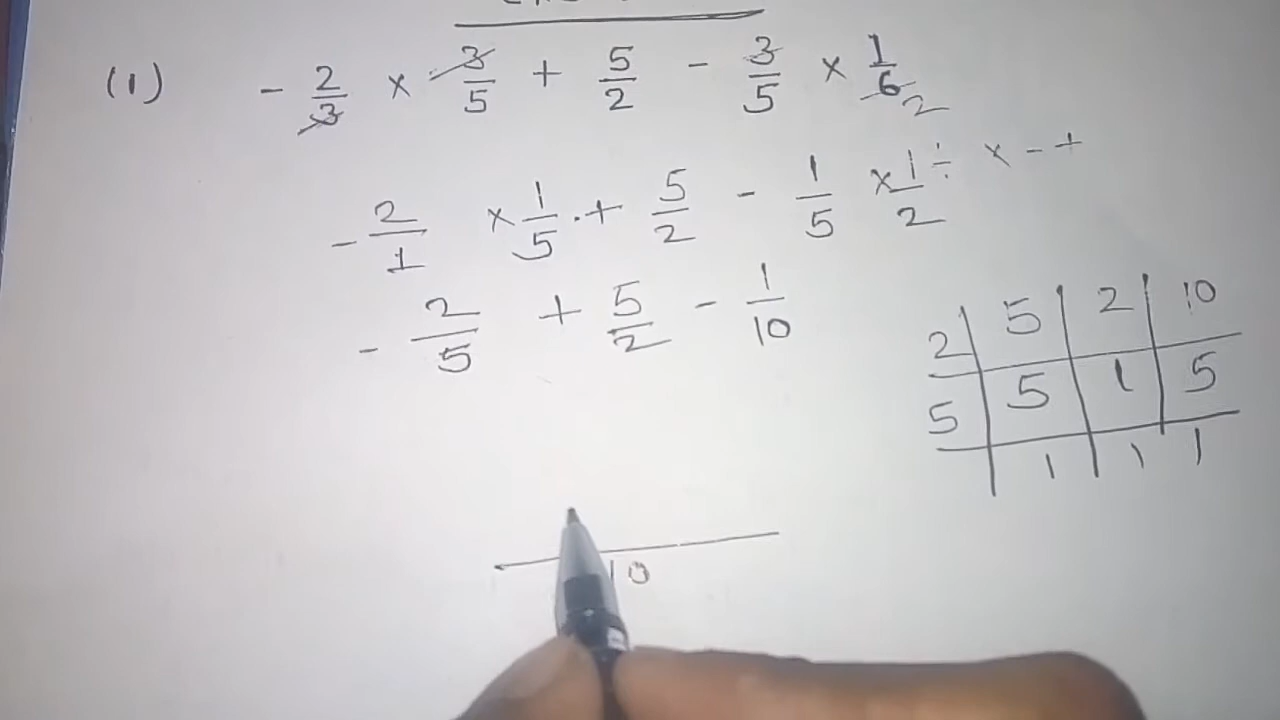 (1) - 2/3 × 3/5 + 5/2 - 3/5 × 1/6 2
- 2/1 × 1/5 . + 5/2 - 1/5 × 1/2 ÷ × - +
- 2/5 + 5/2 - 1/10
2 5 2 10
5 5 1 5
1 1 1
10